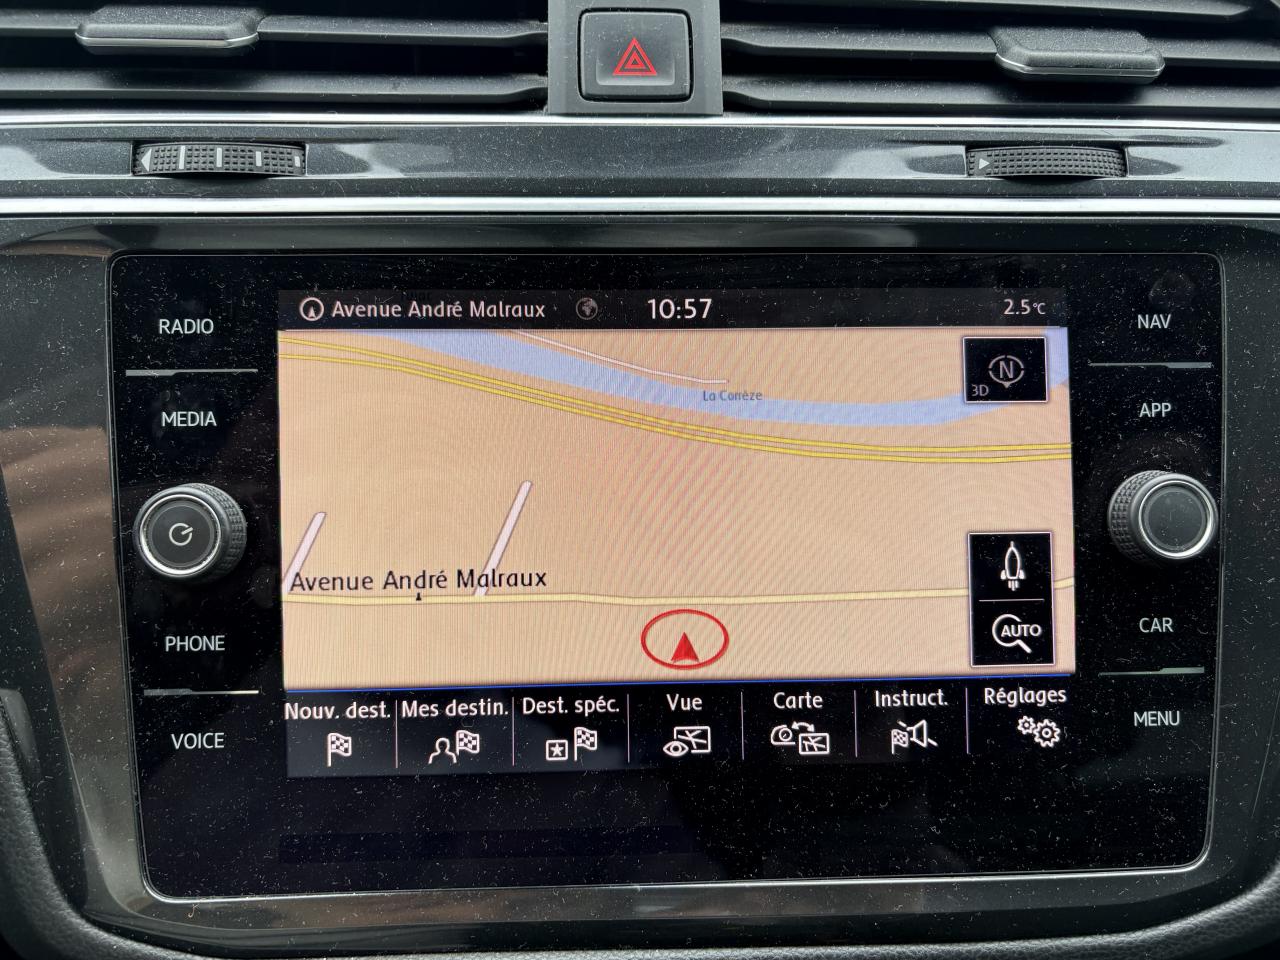 Avenue André Malraux 10:57 2.5°C
RADIO
NAV
N
3D
La Corrèze
MEDIA
APP
Avenue André Malraux
AUTO
PHONE
CAR
Nouv. dest. Mes destin. Dest. spéc. Vue Carte Instruct. Réglages
VOICE
MENU